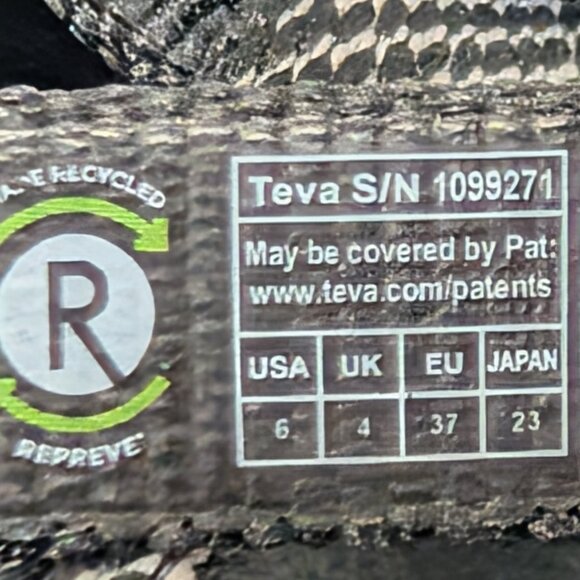 RECYCLED
R
REPREVE
Teva S/N 1099271
May be covered by Pat:
www.teva.com/patents
USA UK EU JAPAN
6 4 37 23